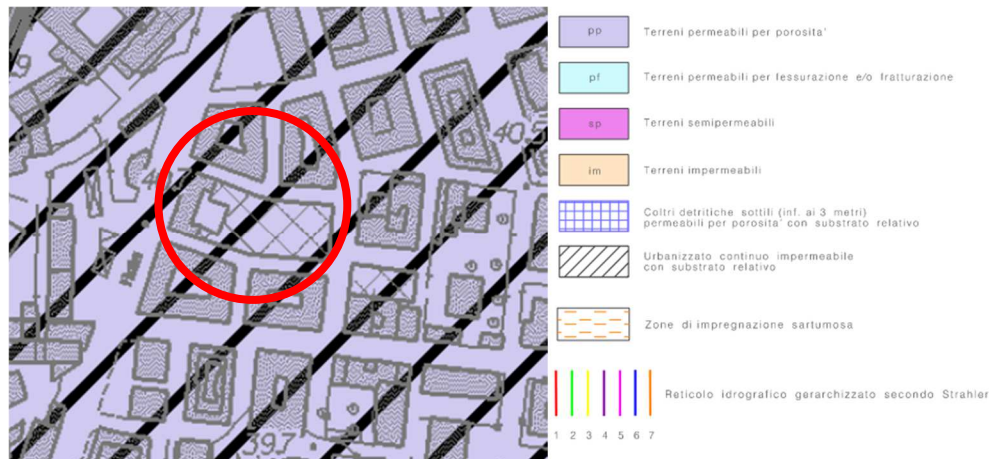 pp Terreni permeabili per porosita'
pf Terreni permeabili per fessurazione e/o fratturazione
sp Terreni semipermeabili
im Terreni impermeabili
Coltri detritiche sottili (inf. ai 3 metri)
permeabili per porosita' con substrato relativo
Urbanizzato continuo impermeabile
con substrato relativo
Zone di impregnazione sartumosa
Reticolo idrografico gerarchizzato secondo Strahler
1 2 3 4 5 6 7
40.5
39.7